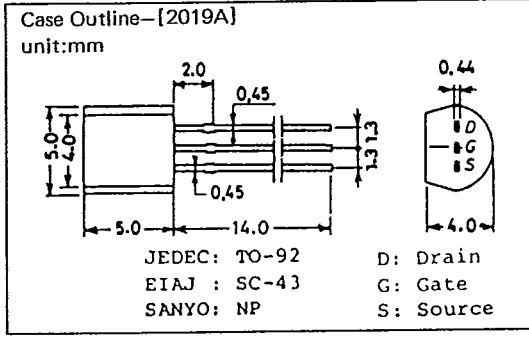 Case Outline–[2019A]
unit:mm
2.0
0,45
0,44
5.0
4.0
1.3
1.3
D
G
S
0,45
5.0
14.0
4.0
JEDEC: TO-92
EIAJ : SC-43
SANYO: NP
D: Drain
G: Gate
S: Source